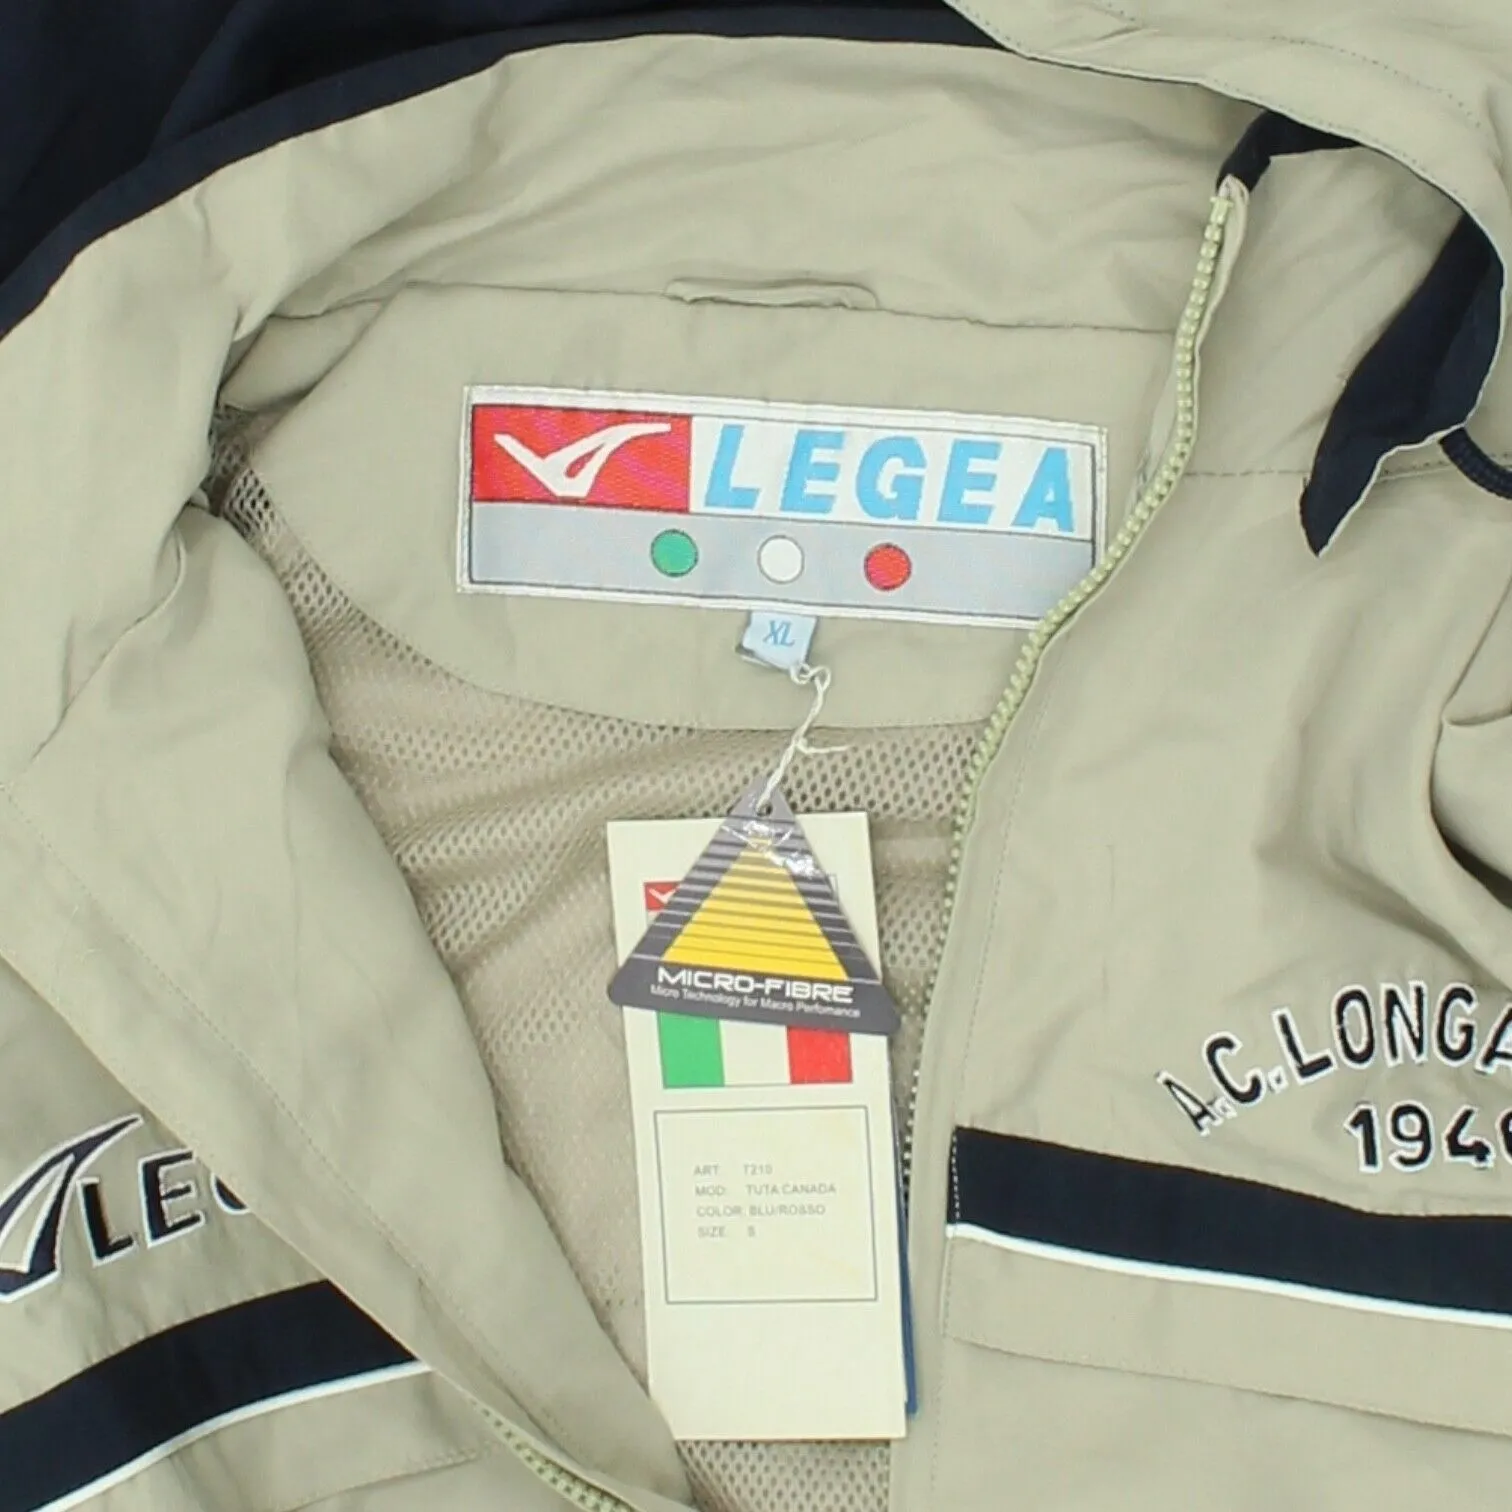 LEGEA
XL
MICRO-FIBRE
Micro Technology for Macro Perfomance
ART: T210
MOD: TUTA CANADA
COLOR: BLU/ROSSO
SIZE S
A.C.LONGA
1946
LEG